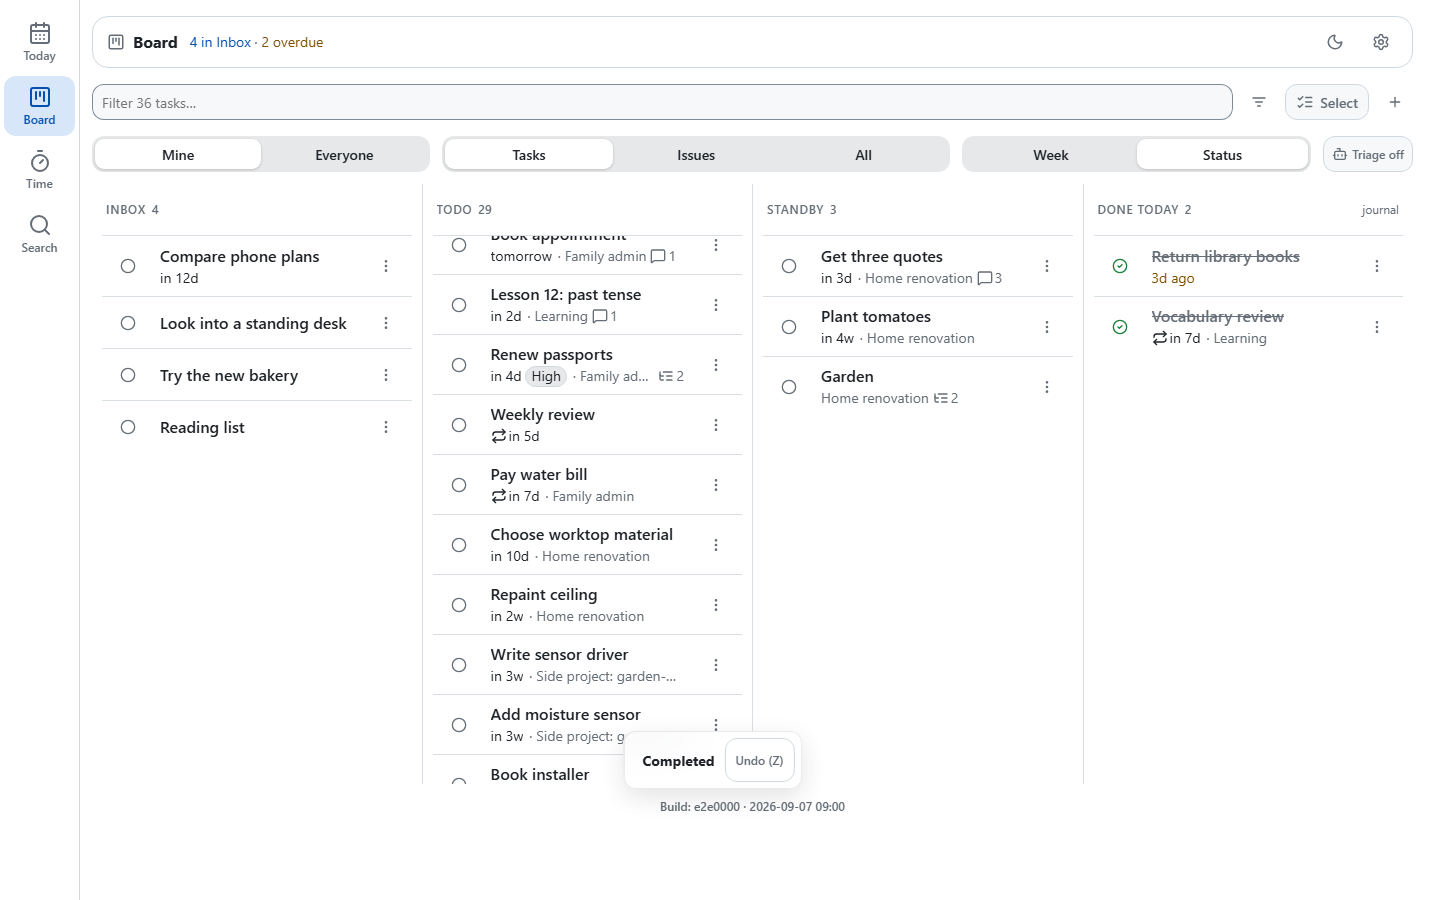 Today
Board
Time
Search
Board 4 in Inbox · 2 overdue
Filter 36 tasks...
Select
Mine
Everyone
Tasks
Issues
All
Week
Status
Triage off
INBOX 4
Compare phone plans
in 12d
Look into a standing desk
Try the new bakery
Reading list
TODO 29
Book appointment
tomorrow · Family admin 1
Lesson 12: past tense
in 2d · Learning 1
Renew passports
in 4d High · Family ad... 2
Weekly review
in 5d
Pay water bill
in 7d · Family admin
Choose worktop material
in 10d · Home renovation
Repaint ceiling
in 2w · Home renovation
Write sensor driver
in 3w · Side project: garden-...
Add moisture sensor
in 3w · Side project: g
Book installer
STANDBY 3
Get three quotes
in 3d · Home renovation 3
Plant tomatoes
in 4w · Home renovation
Garden
Home renovation 2
DONE TODAY 2
journal
Return library books
3d ago
Vocabulary review
in 7d · Learning
Completed
Undo (Z)
Build: e2e0000 · 2026-09-07 09:00